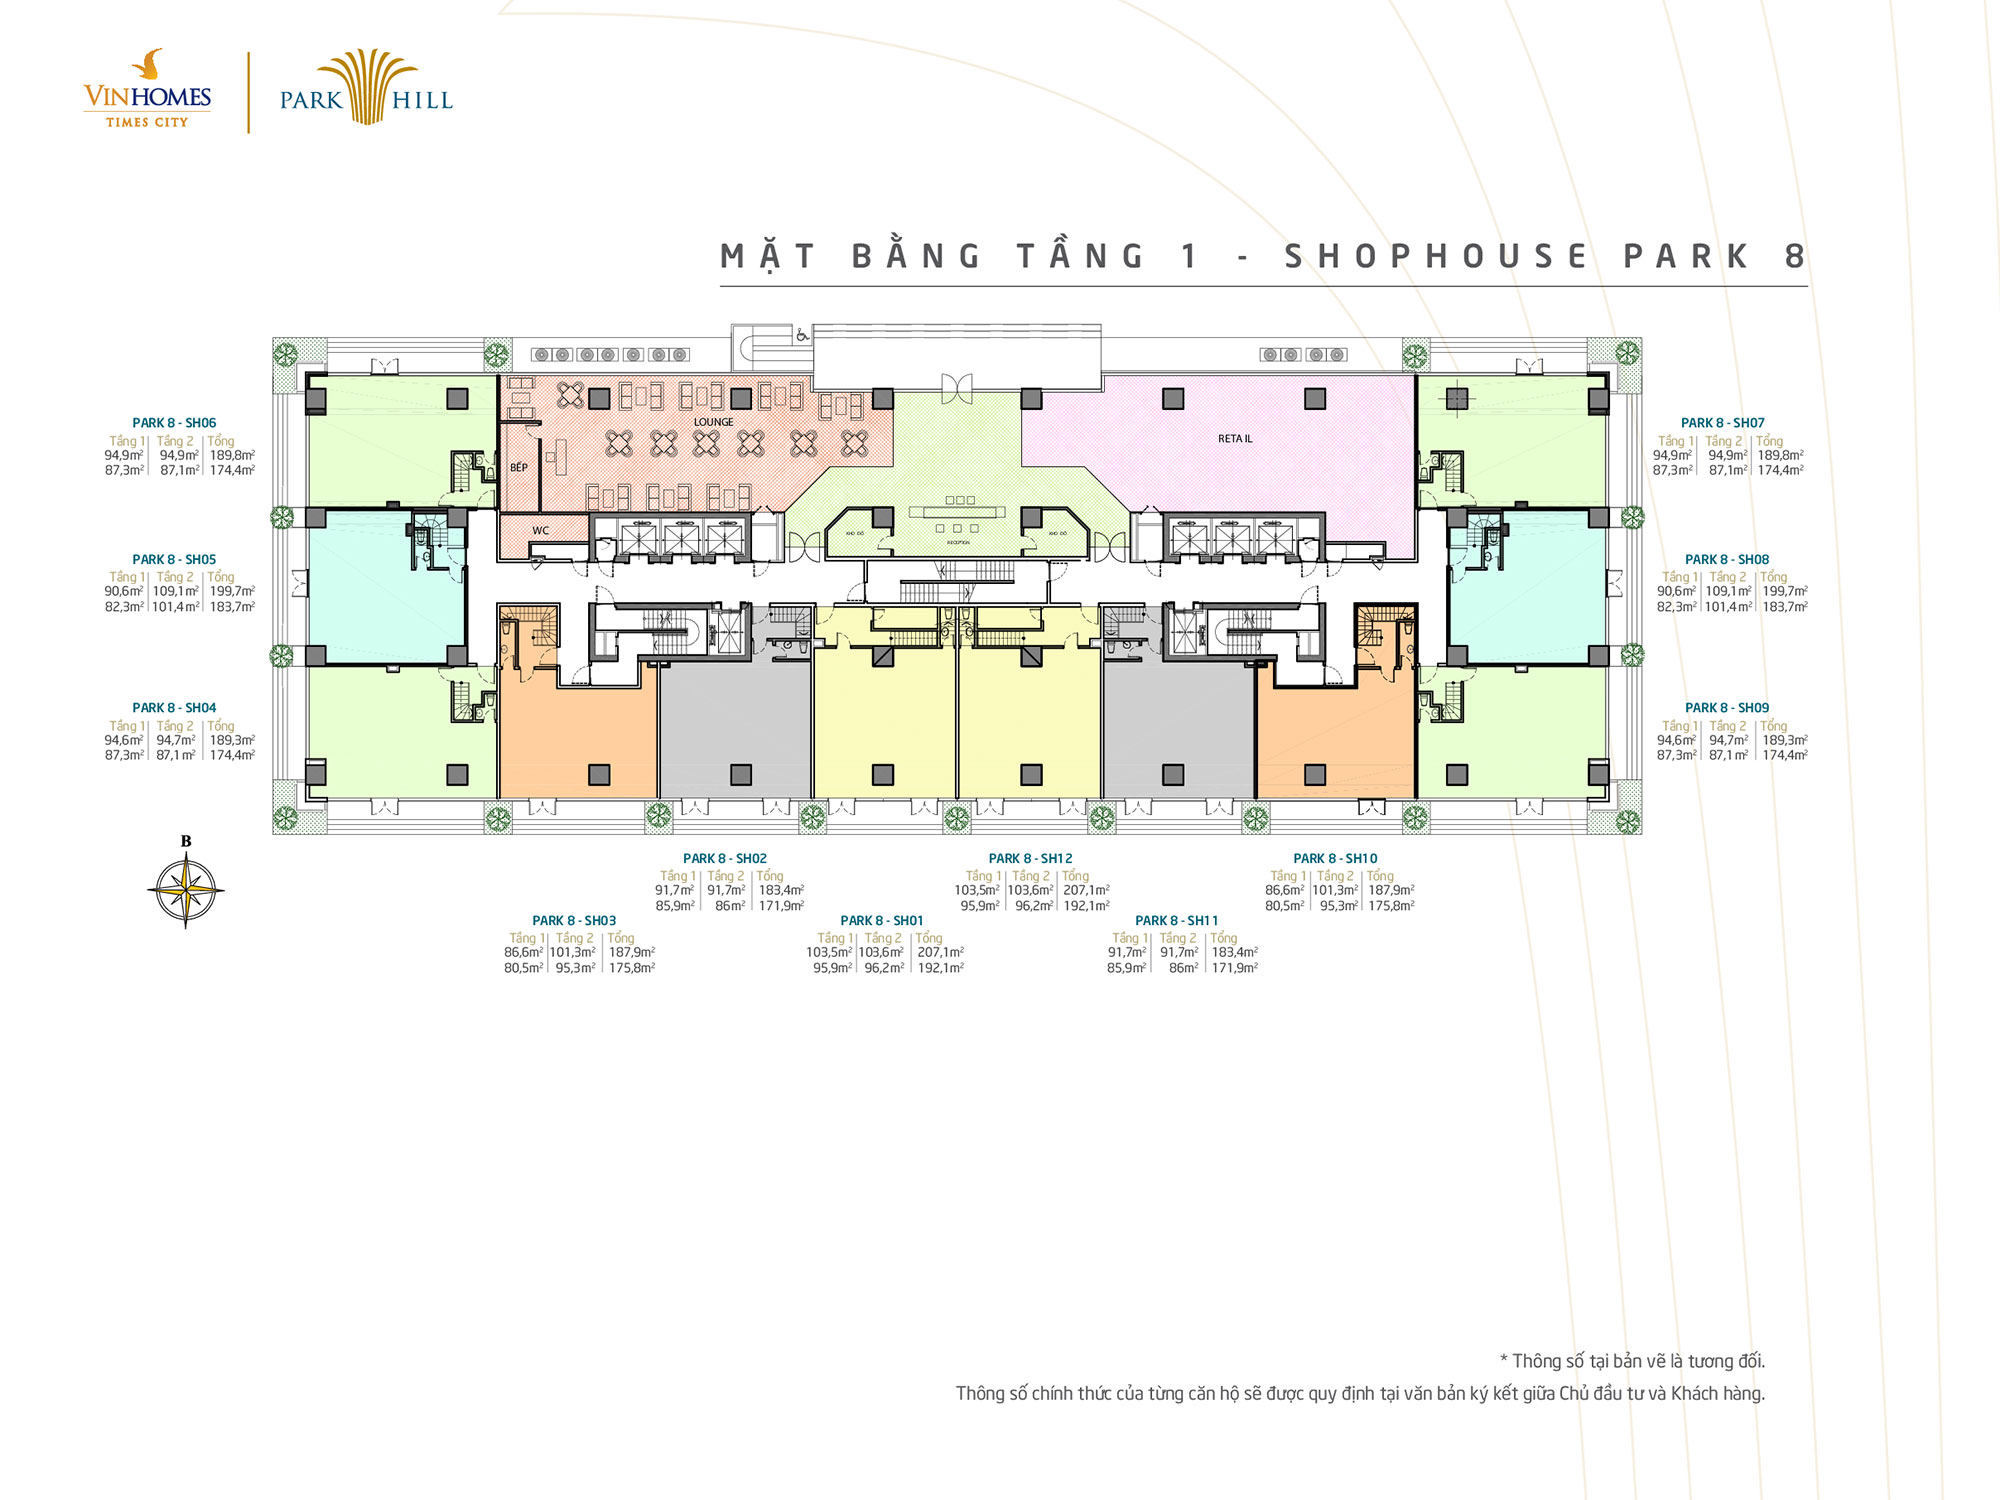 VINHOMES
TIMES CITY
PARK HILL
MẶT BẰNG TẦNG 1 - SHOPHOUSE PARK 8
LOUNGE
RETAIL
BẾP
WC
KHO ĐỒ
RECEPTION
KHO ĐỒ
PARK 8 - SH06
Tầng 1 Tầng 2 Tổng
94,9m² 94,9m² 189,8m²
87,3m² 87,1m² 174,4m²
PARK 8 - SH05
Tầng 1 Tầng 2 Tổng
90,6m² 109,1m² 199,7m²
82,3m² 101,4m² 183,7m²
PARK 8 - SH04
Tầng 1 Tầng 2 Tổng
94,6m² 94,7m² 189,3m²
87,3m² 87,1m² 174,4m²
PARK 8 - SH07
Tầng 1 Tầng 2 Tổng
94,9m² 94,9m² 189,8m²
87,3m² 87,1m² 174,4m²
PARK 8 - SH08
Tầng 1 Tầng 2 Tổng
90,6m² 109,1m² 199,7m²
82,3m² 101,4m² 183,7m²
PARK 8 - SH09
Tầng 1 Tầng 2 Tổng
94,6m² 94,7m² 189,3m²
87,3m² 87,1m² 174,4m²
B
PARK 8 - SH02
Tầng 1 Tầng 2 Tổng
91,7m² 91,7m² 183,4m²
85,9m² 86m² 171,9m²
PARK 8 - SH12
Tầng 1 Tầng 2 Tổng
103,5m² 103,6m² 207,1m²
95,9m² 96,2m² 192,1m²
PARK 8 - SH10
Tầng 1 Tầng 2 Tổng
86,6m² 101,3m² 187,9m²
80,5m² 95,3m² 175,8m²
PARK 8 - SH03
Tầng 1 Tầng 2 Tổng
86,6m² 101,3m² 187,9m²
80,5m² 95,3m² 175,8m²
PARK 8 - SH01
Tầng 1 Tầng 2 Tổng
103,5m² 103,6m² 207,1m²
95,9m² 96,2m² 192,1m²
PARK 8 - SH11
Tầng 1 Tầng 2 Tổng
91,7m² 91,7m² 183,4m²
85,9m² 86m² 171,9m²
* Thông số tại bản vẽ là tương đối.
Thông số chính thức của từng căn hộ sẽ được quy định tại văn bản ký kết giữa Chủ đầu tư và Khách hàng.